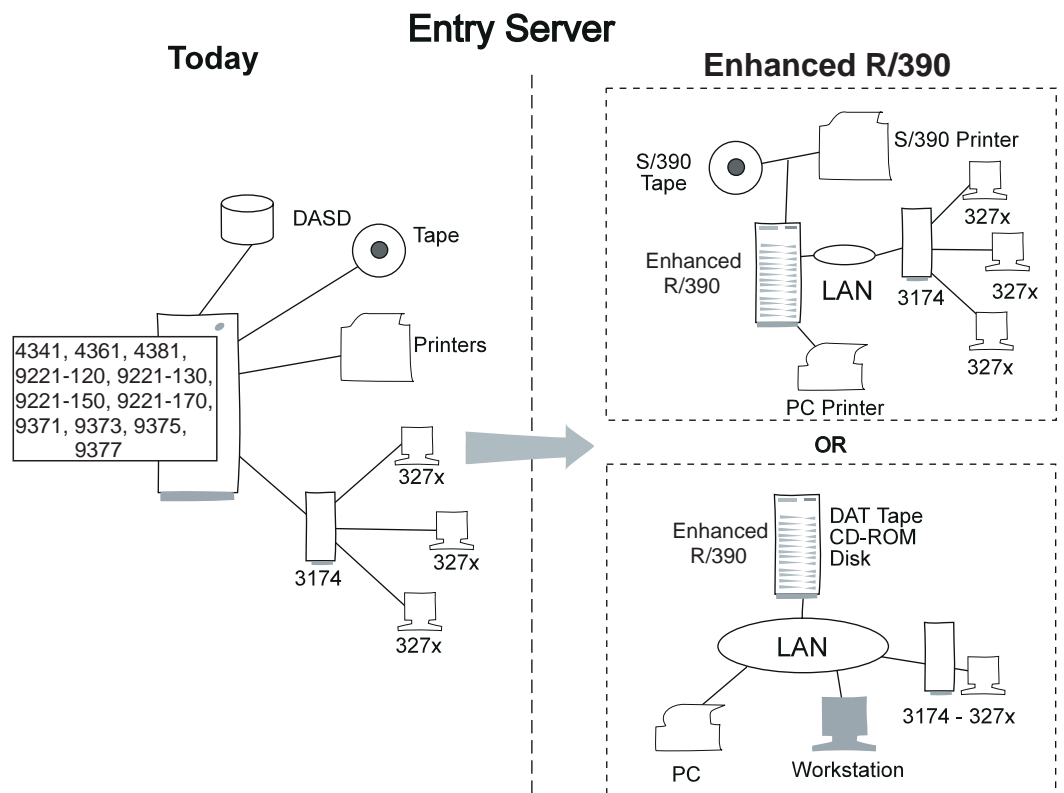 Entry Server
Today
DASD
Tape
Printers
4341, 4361, 4381,
9221-120, 9221-130,
9221-150, 9221-170,
9371, 9373, 9375,
9377
327x
3174
327x
327x
Enhanced R/390
S/390 Printer
S/390
Tape
327x
Enhanced
R/390
LAN
3174
327x
327x
PC Printer
OR
Enhanced
R/390
DAT Tape
CD-ROM
Disk
LAN
3174 - 327x
PC
Workstation